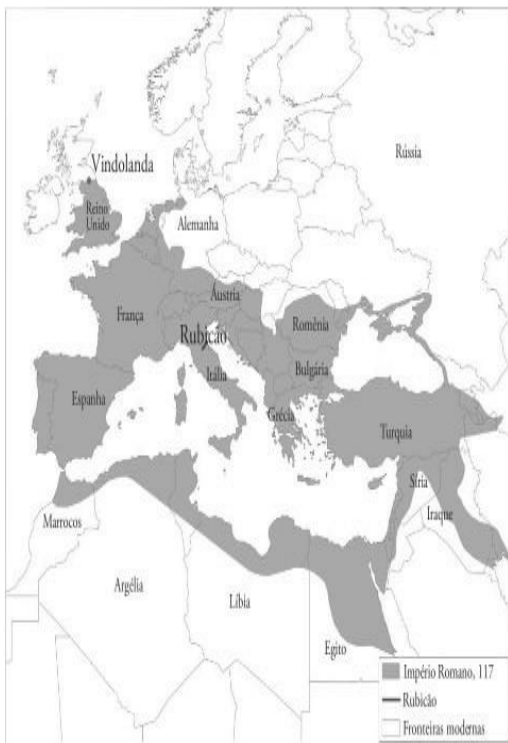 Rússia
Vindolanda
Reino
Unido
Alemanha
Áustria
França
Romênia
Rubicão
Bulgária
Itália
Espanha
Grécia
Turquia
Síria
Iraque
Marrocos
Argélia
Líbia
Egito
Império Romano, 117
Rubicão
Fronteiras modernas